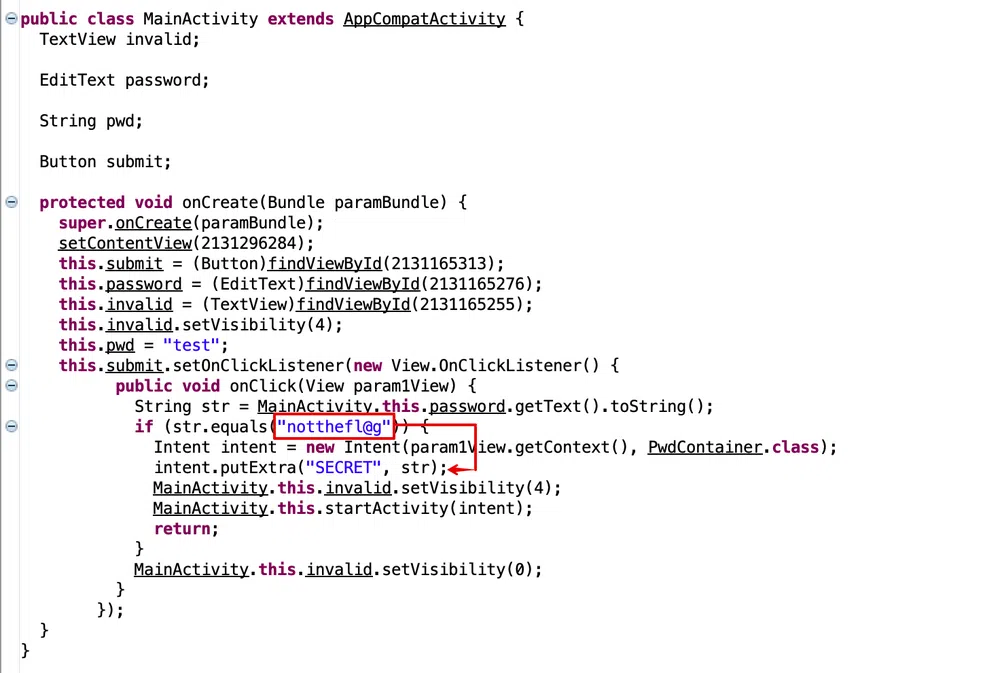 public class MainActivity extends AppCompatActivity {
TextView invalid;
EditText password;
String pwd;
Button submit;
protected void onCreate(Bundle paramBundle) {
super.onCreate(paramBundle);
setContentView(2131296284);
this.submit = (Button)findViewById(2131165313);
this.password = (EditText)findViewById(2131165276);
this.invalid = (TextView)findViewById(2131165255);
this.invalid.setVisibility(4);
this.pwd = "test";
this.submit.setOnClickListener(new View.OnClickListener() {
public void onClick(View param1View) {
String str = MainActivity.this.password.getText().toString();
if (str.equals("notthefl@g")) {
Intent intent = new Intent(param1View.getContext(), PwdContainer.class);
intent.putExtra("SECRET", str);
MainActivity.this.invalid.setVisibility(4);
MainActivity.this.startActivity(intent);
return;
}
MainActivity.this.invalid.setVisibility(0);
}
});
}
}